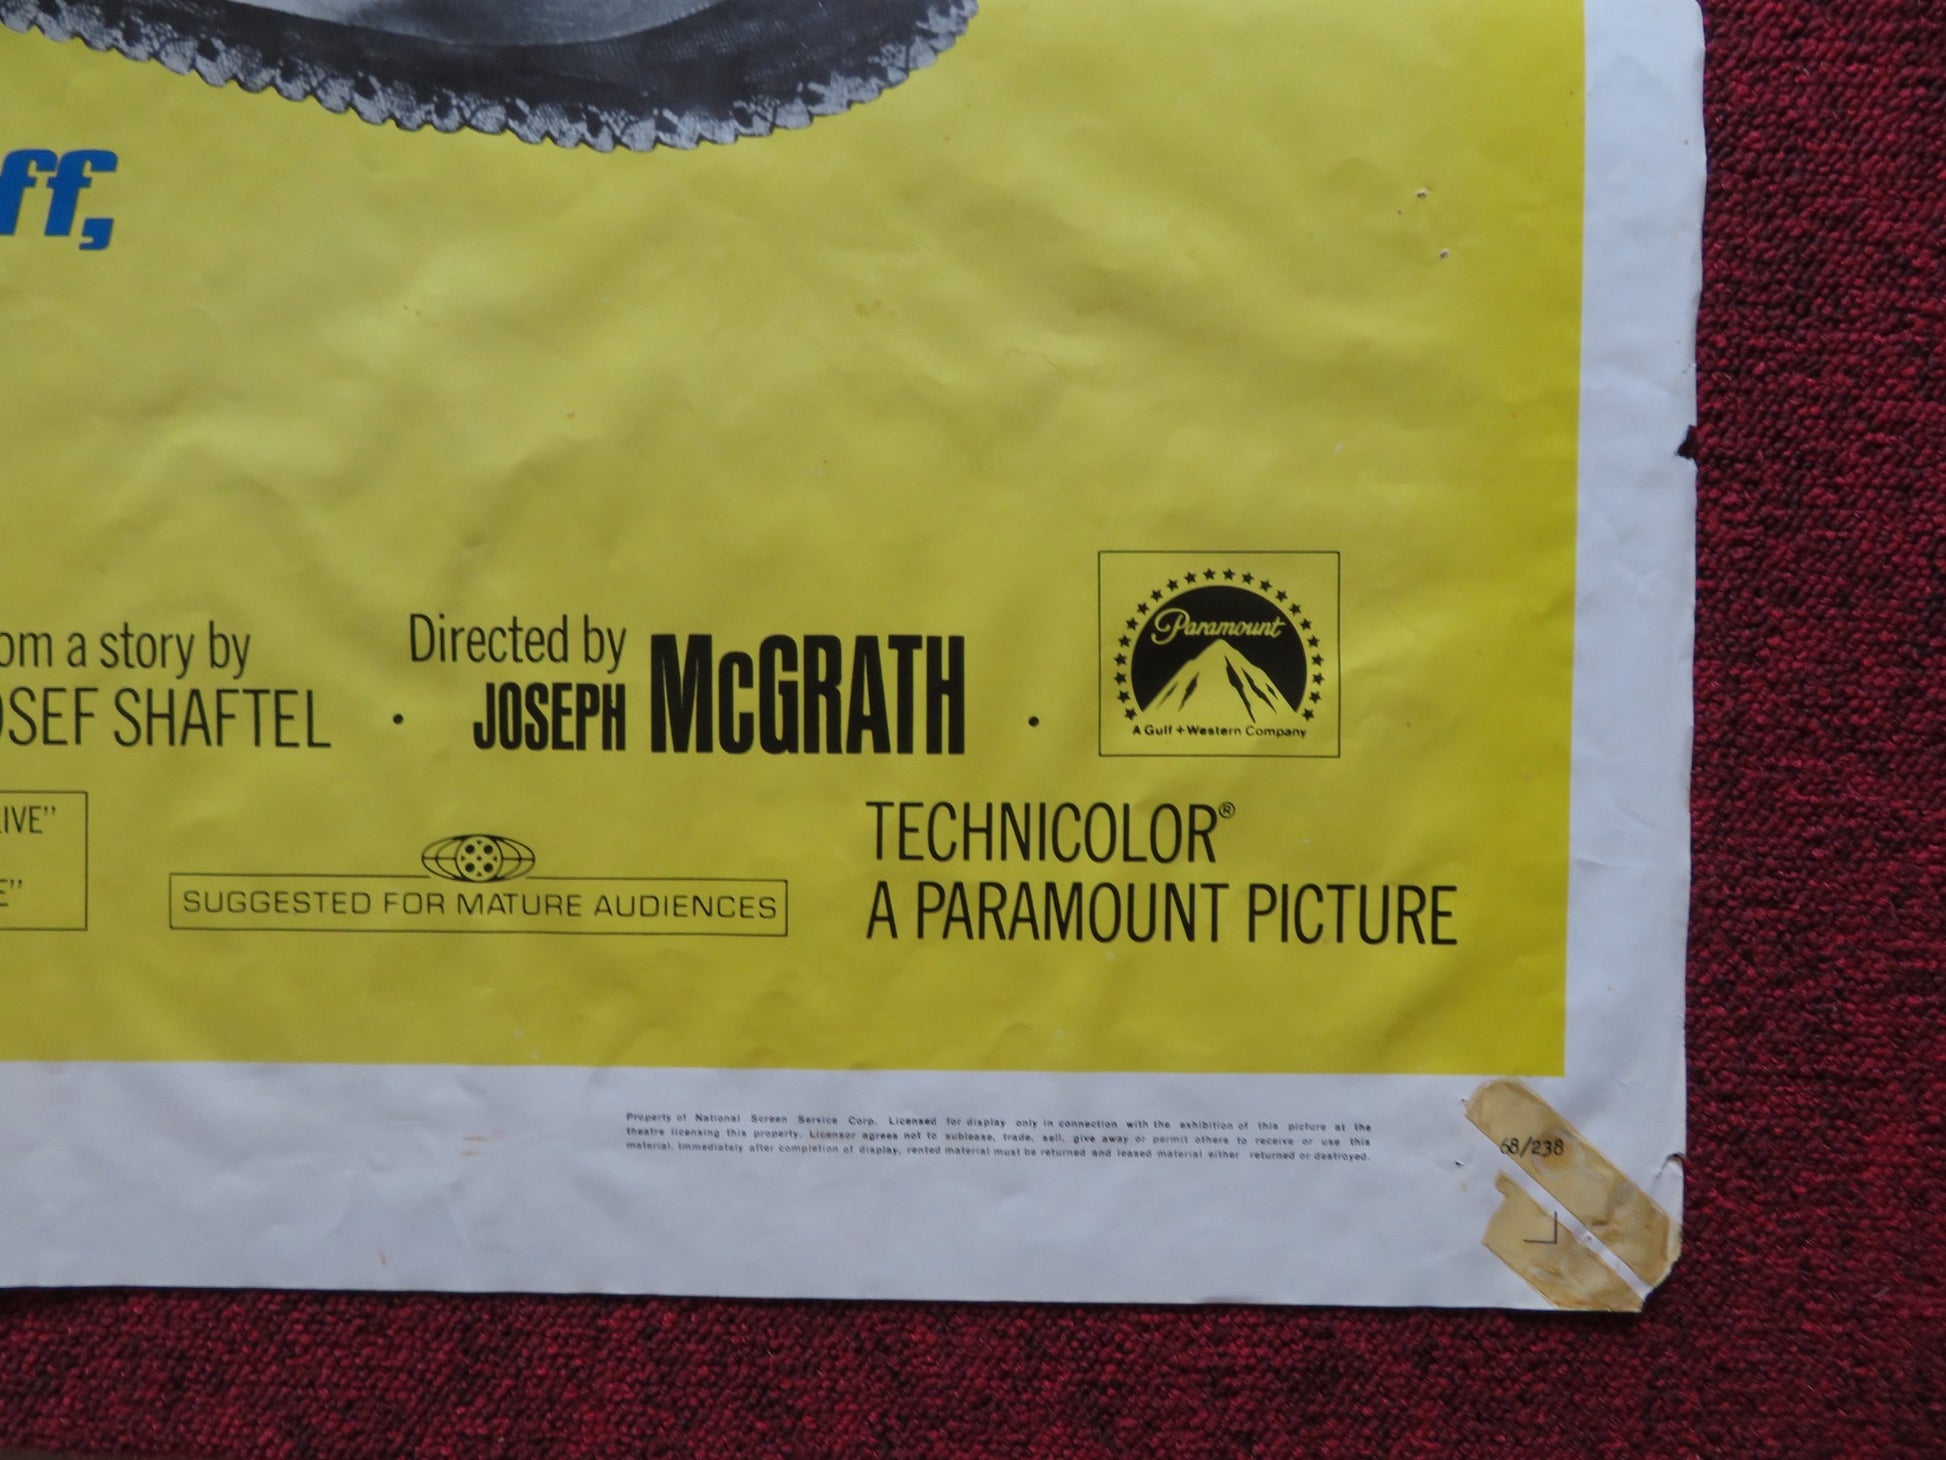 ff,
om a story by
OSEF SHAFTEL
•
Directed by
JOSEPH McGRATH
•
Paramount
A Gulf + Western Company
IVE”
E”
SUGGESTED FOR MATURE AUDIENCES
TECHNICOLOR®
A PARAMOUNT PICTURE
Property of National Screen Service Corp. Licensed for display only in connection with the exhibition of this picture at the
theatre licensing this property. Licensor agrees not to sublease, trade, sell, give away or permit others to receive or use this
material. Immediately after completion of display, rented material must be returned and leased material either returned or destroyed.
68/238